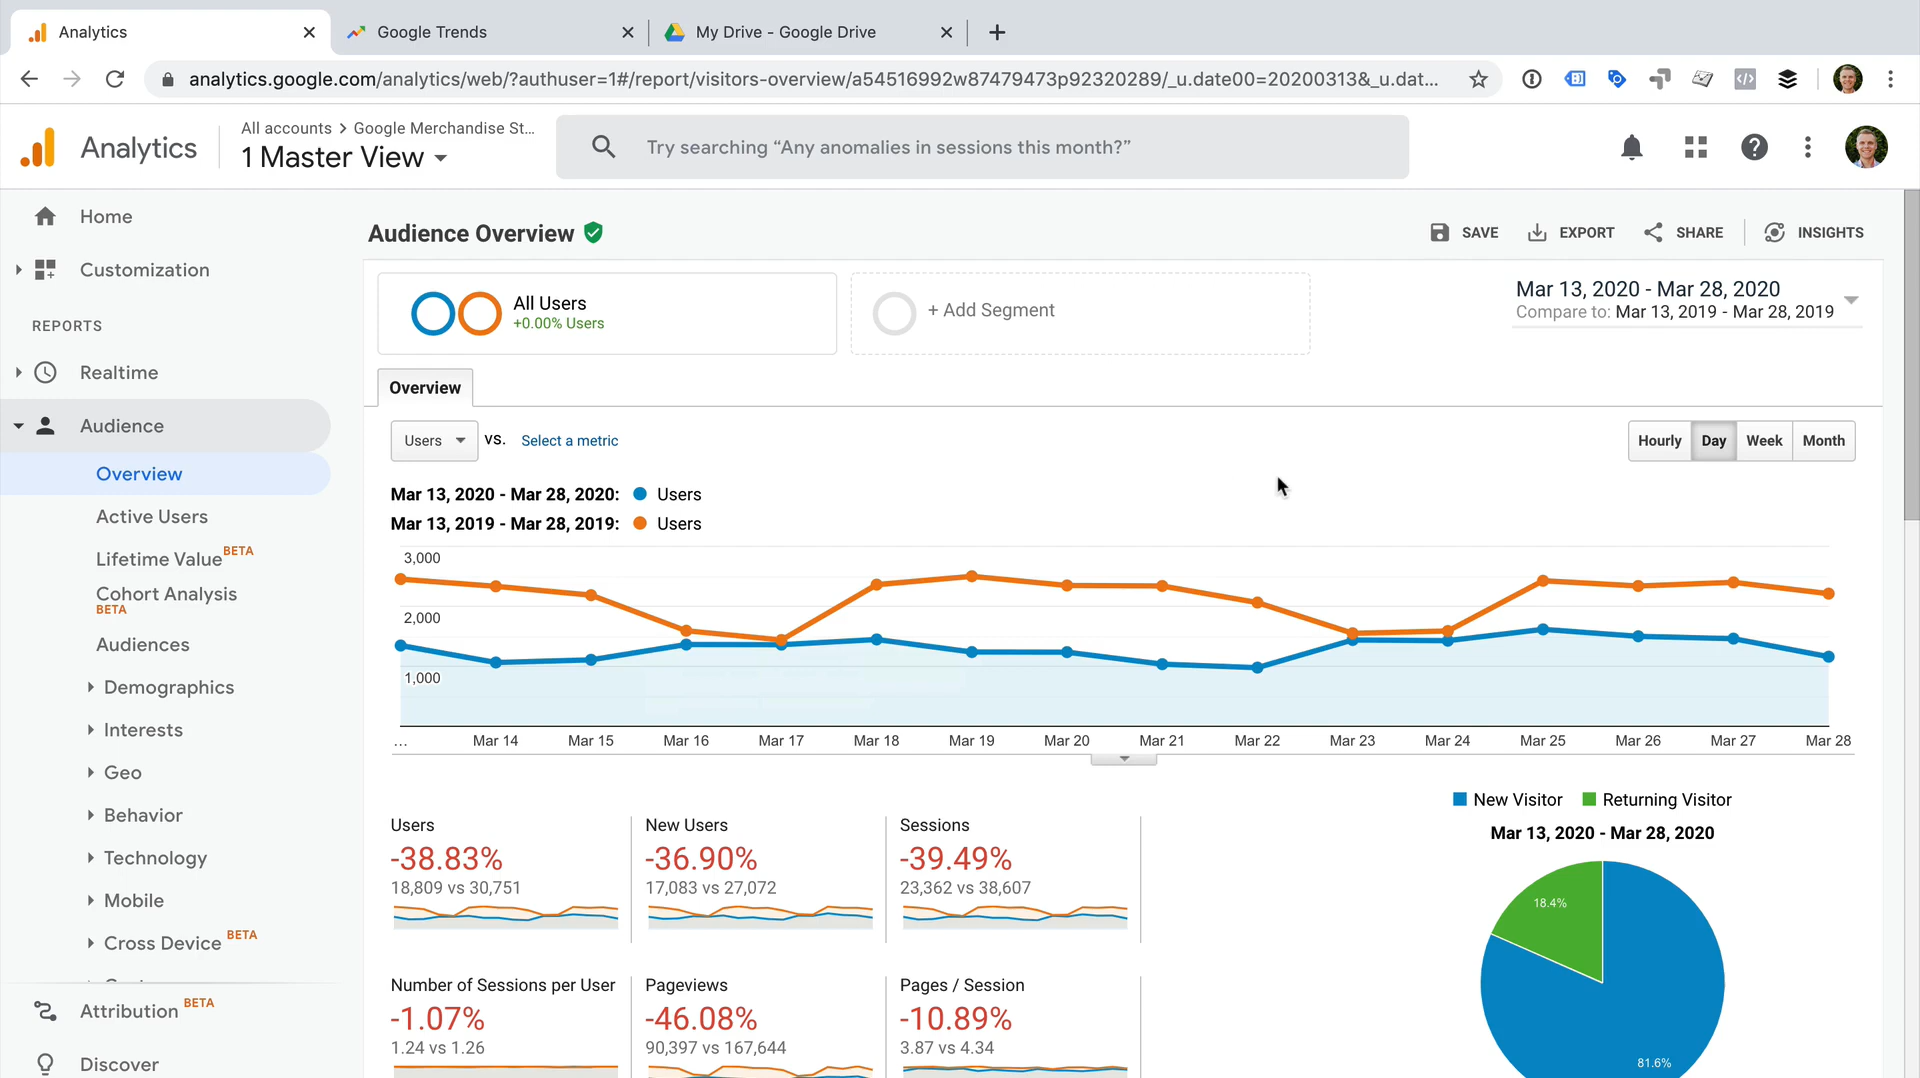 Analytics
Google Trends
My Drive - Google Drive
analytics.google.com/analytics/web/?authuser=1#/report/visitors-overview/a54516992w87479473p92320289/_u.date00=20200313&_u.dat...
Analytics
All accounts > Google Merchandise St...
1 Master View
Try searching “Any anomalies in sessions this month?”
Home
Customization
REPORTS
Realtime
Audience
Overview
Active Users
Lifetime Value BETA
Cohort Analysis
BETA
Audiences
Demographics
Interests
Geo
Behavior
Technology
Mobile
Cross Device BETA
Attribution BETA
Discover
Audience Overview
SAVE
EXPORT
SHARE
INSIGHTS
All Users
+0.00% Users
+ Add Segment
Mar 13, 2020 - Mar 28, 2020
Compare to: Mar 13, 2019 - Mar 28, 2019
Overview
Users VS. Select a metric
Hourly Day Week Month
Mar 13, 2020 - Mar 28, 2020: Users
Mar 13, 2019 - Mar 28, 2019: Users
3,000
2,000
1,000
... Mar 14 Mar 15 Mar 16 Mar 17 Mar 18 Mar 19 Mar 20 Mar 21 Mar 22 Mar 23 Mar 24 Mar 25 Mar 26 Mar 27 Mar 28
Users
-38.83%
18,809 vs 30,751
New Users
-36.90%
17,083 vs 27,072
Sessions
-39.49%
23,362 vs 38,607
Number of Sessions per User
-1.07%
1.24 vs 1.26
Pageviews
-46.08%
90,397 vs 167,644
Pages / Session
-10.89%
3.87 vs 4.34
New Visitor Returning Visitor
Mar 13, 2020 - Mar 28, 2020
18.4%
81.6%